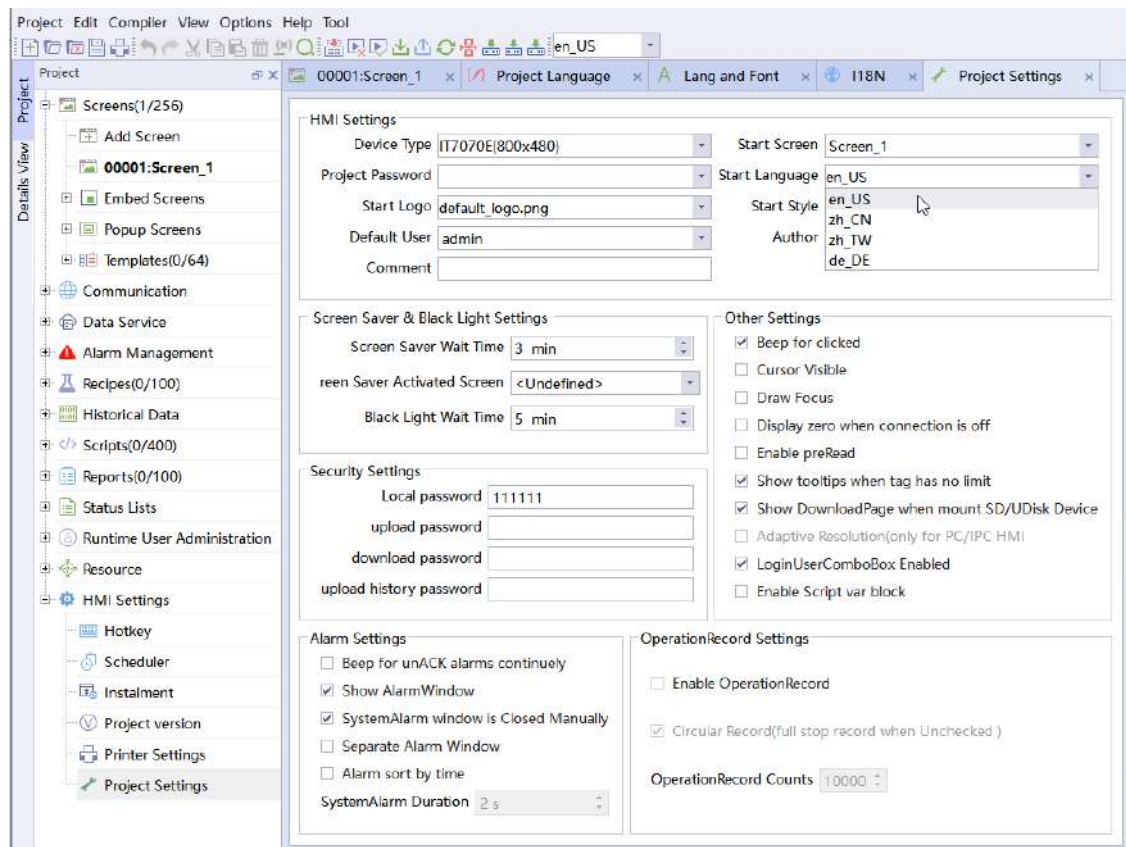 Project Edit Compiler View Options Help Tool
en_US
Project
Details View
Project
00001:Screen_1
Project Language
Lang and Font
I18N
Project Settings
Screens(1/256)
Add Screen
00001:Screen_1
Embed Screens
Popup Screens
Templates(0/64)
Communication
Data Service
Alarm Management
Recipes(0/100)
Historical Data
Scripts(0/400)
Reports(0/100)
Status Lists
Runtime User Administration
Resource
HMI Settings
Hotkey
Scheduler
Instalment
Project version
Printer Settings
Project Settings
HMI Settings
Device Type IT7070E(800x480)
Project Password
Start Logo default_logo.png
Default User admin
Comment
Start Screen Screen_1
Start Language en_US
Start Style
Author
en_US
zh_CN
zh_TW
de_DE
Screen Saver & Black Light Settings
Screen Saver Wait Time 3 min
reen Saver Activated Screen <Undefined>
Black Light Wait Time 5 min
Security Settings
Local password 111111
upload password
download password
upload history password
Other Settings
Beep for clicked
Cursor Visible
Draw Focus
Display zero when connection is off
Enable preRead
Show tooltips when tag has no limit
Show DownloadPage when mount SD/UDisk Device
Adaptive Resolution(only for PC/IPC HMI
LoginUserComboBox Enabled
Enable Script var block
Alarm Settings
Beep for unACK alarms continuely
Show AlarmWindow
SystemAlarm window is Closed Manually
Separate Alarm Window
Alarm sort by time
SystemAlarm Duration 2 s
OperationRecord Settings
Enable OperationRecord
Circular Record(full stop record when Unchecked )
OperationRecord Counts 10000